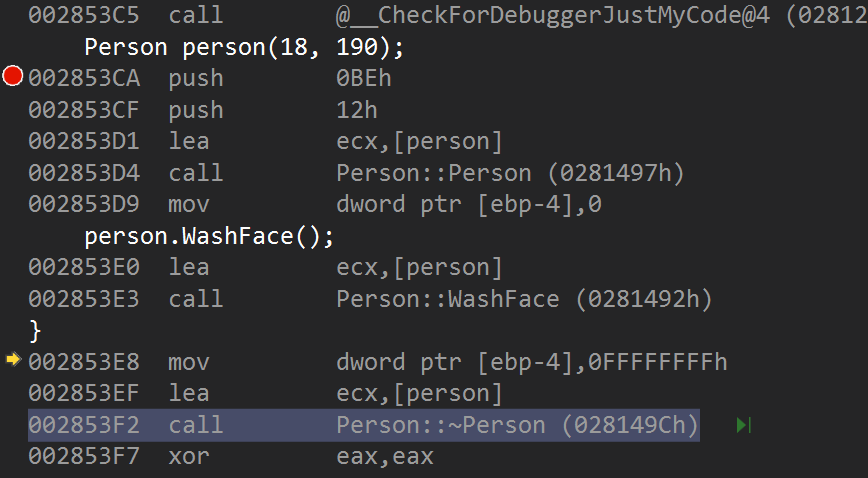 002853C5 call @__CheckForDebuggerJustMyCode@4 (02812
Person person(18, 190);
002853CA push 0BEh
002853CF push 12h
002853D1 lea ecx,[person]
002853D4 call Person::Person (0281497h)
002853D9 mov dword ptr [ebp-4],0
person.WashFace();
002853E0 lea ecx,[person]
002853E3 call Person::WashFace (0281492h)
}
002853E8 mov dword ptr [ebp-4],0FFFFFFFFh
002853EF lea ecx,[person]
002853F2 call Person::~Person (028149Ch)
002853F7 xor eax,eax